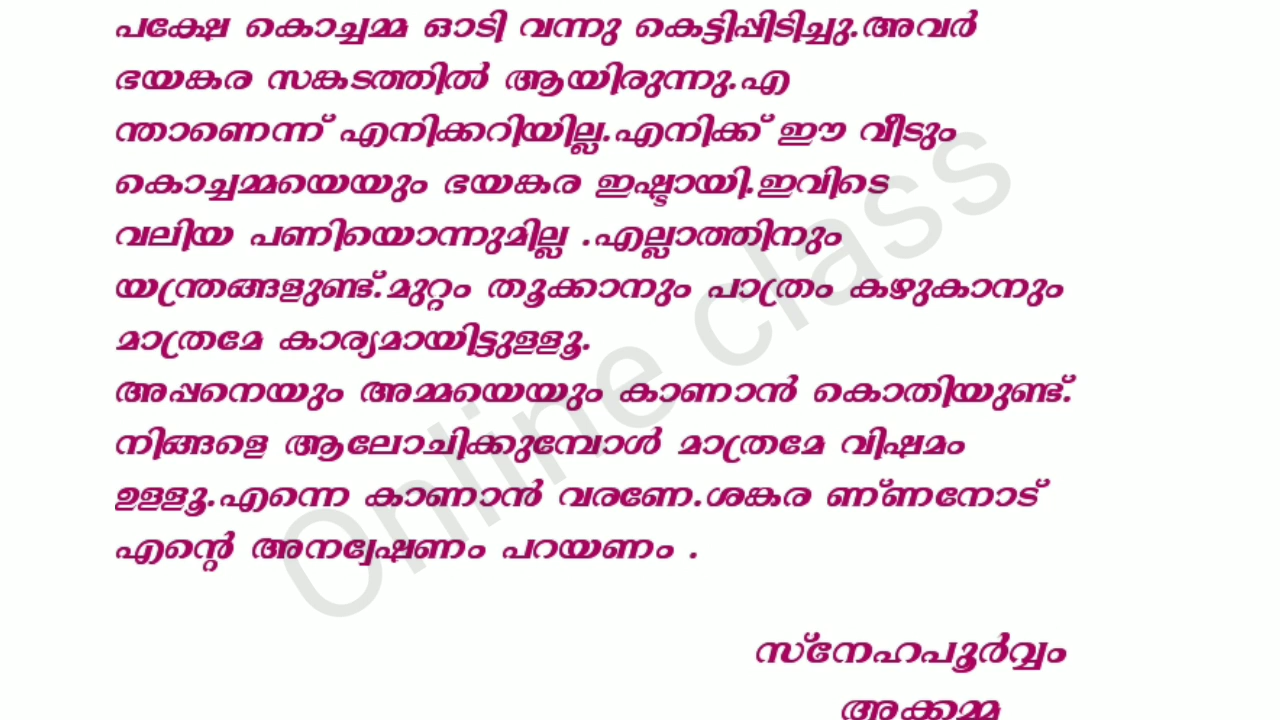 പക്ഷേ കൊച്ചമ്മ ഓടി വന്നു കെട്ടിപ്പിടിച്ചു.അവർ
ഭയങ്കര സങ്കടത്തിൽ ആയിരുന്നു.എ
ന്താണെന്ന് എനിക്കറിയില്ല.എനിക്ക് ഈ വീടും
കൊച്ചമ്മയെയും ഭയങ്കര ഇഷ്ടായി.ഇവിടെ
വലിയ പണിയൊന്നുമില്ല .എല്ലാത്തിനും
യന്ത്രങ്ങളുണ്ട്.മുറ്റം തൂക്കാനും പാത്രം കഴുകാനും
മാത്രമേ കാര്യമായിട്ടുള്ളൂ.
അപ്പനെയും അമ്മയെയും കാണാൻ കൊതിയുണ്ട്.
നിങ്ങളെ ആലോചിക്കുമ്പോൾ മാത്രമേ വിഷമം
ഉള്ളൂ.എന്നെ കാണാൻ വരണേ.ശങ്കര ണ്ണനോട്
എന്റെ അന്വേഷണം പറയണം .
സ്നേഹപൂർവ്വം
അക്കമ്മ
Online class